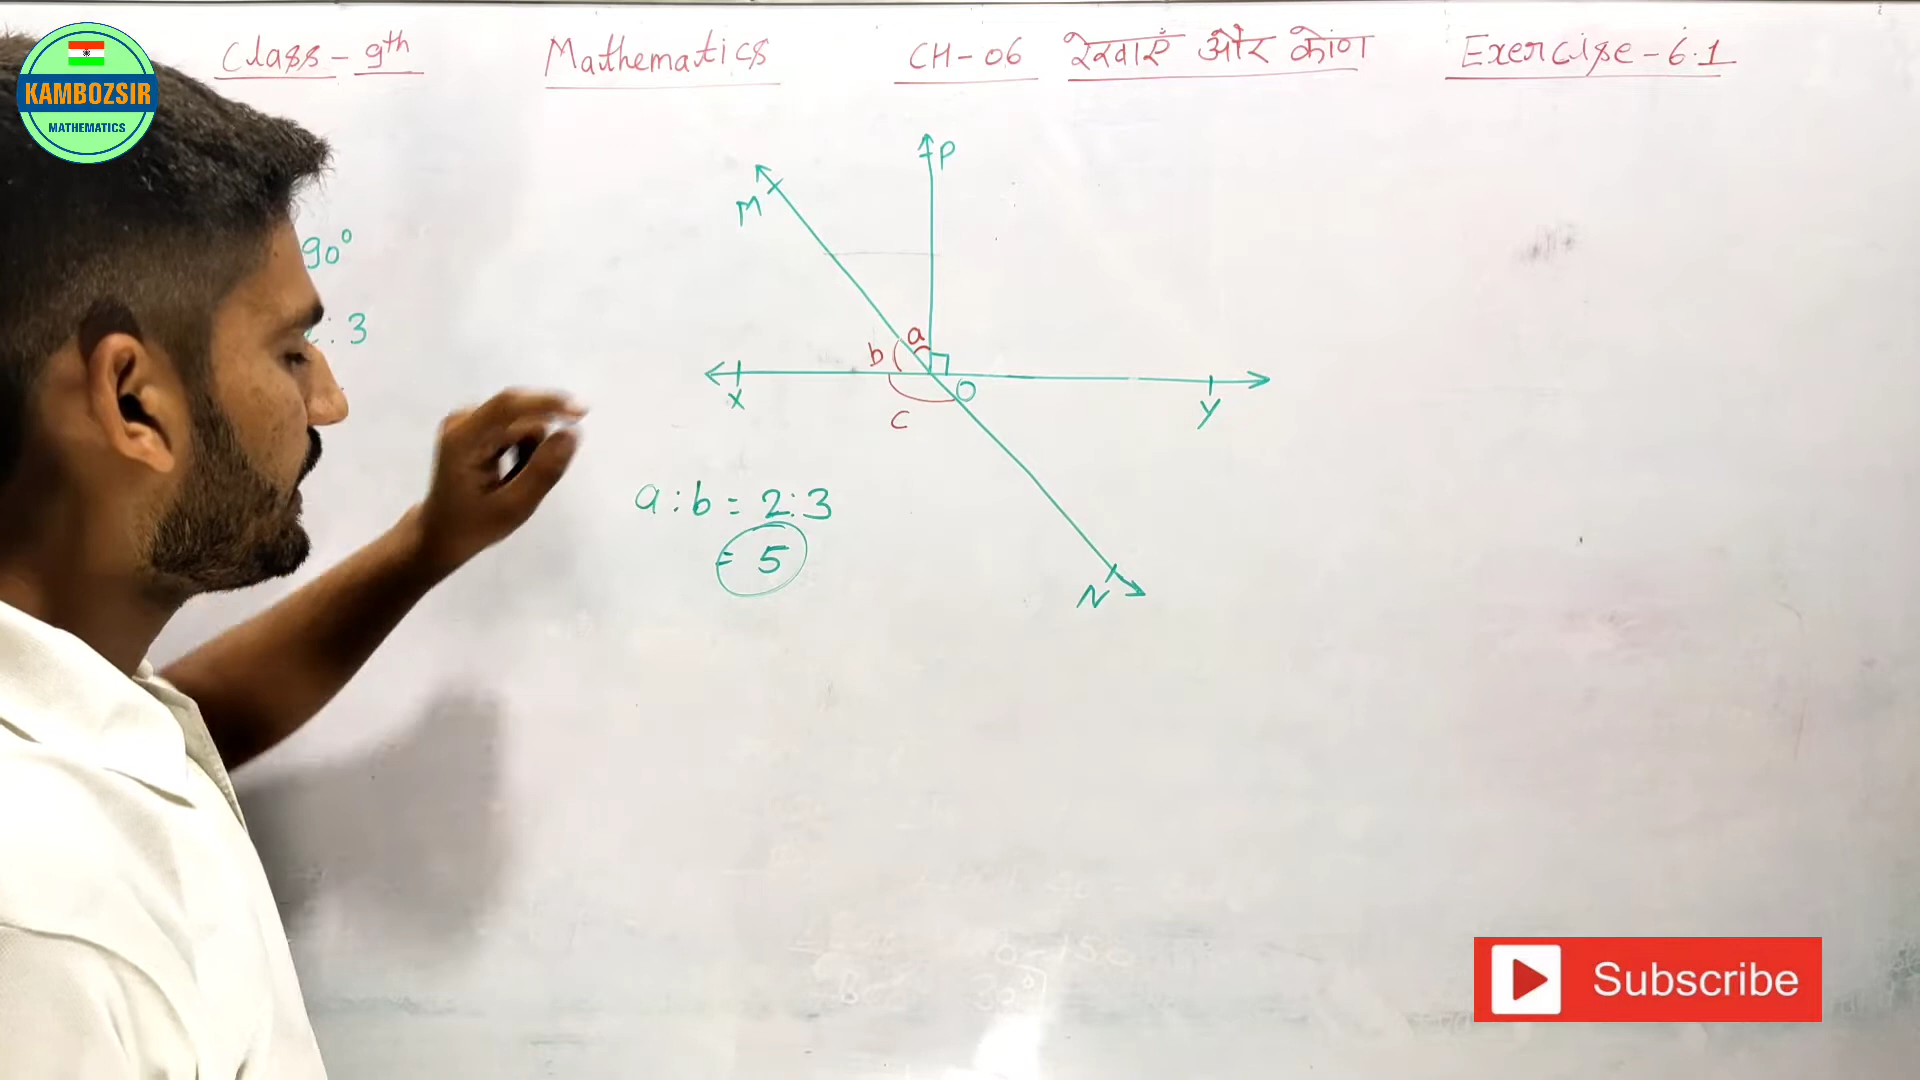 Class - 9th Mathematics CH-06 रेखाएं और कोण Exercise - 6.1
KAMBOZSIR
MATHEMATICS
P
M
90°
: 3
a
b
X
O
Y
c
a : b = 2 : 3
= 5
N
Subscribe